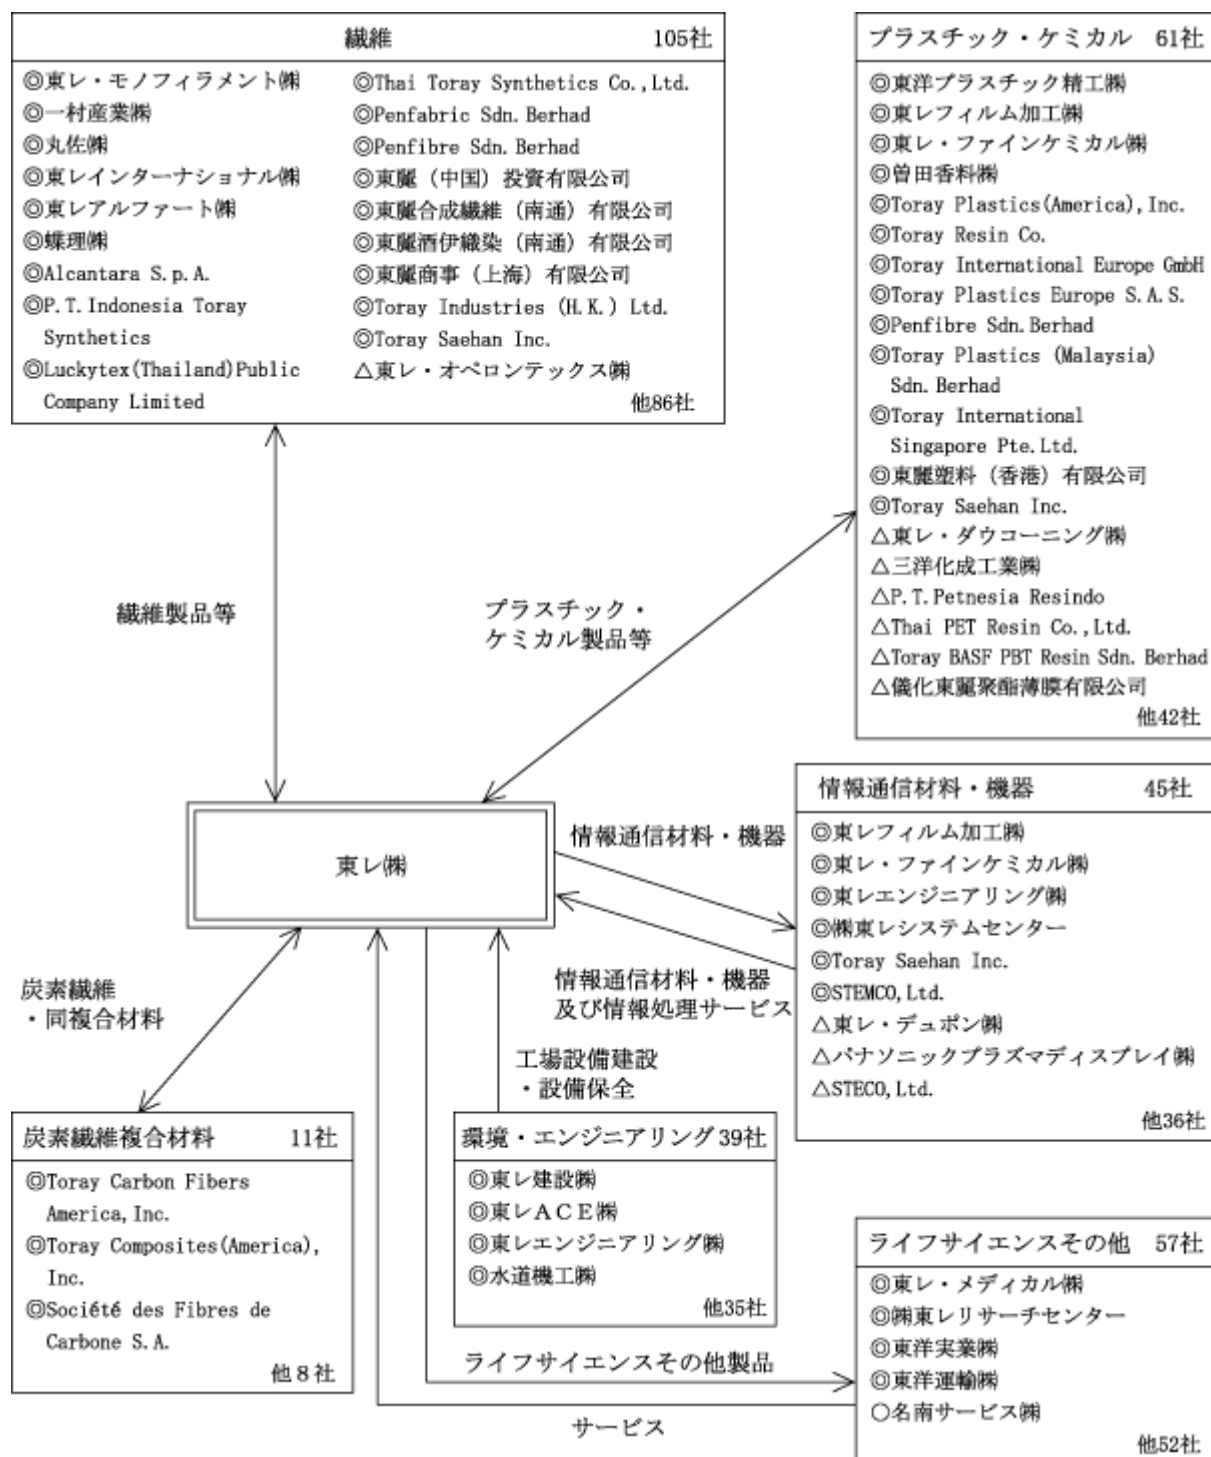 繊維 105社
◎東レ・モノフィラメント㈱
◎一村産業㈱
◎丸佐㈱
◎東レインターナショナル㈱
◎東レアルファート㈱
◎蝶理㈱
◎Alcantara S.p.A.
◎P.T.Indonesia Toray
Synthetics
◎Luckytex(Thailand)Public
Company Limited
◎Thai Toray Synthetics Co.,Ltd.
◎Penfabric Sdn.Berhad
◎Penfibre Sdn.Berhad
◎東麗（中国）投資有限公司
◎東麗合成繊維（南通）有限公司
◎東麗酒伊織染（南通）有限公司
◎東麗商事（上海）有限公司
◎Toray Industries (H.K.) Ltd.
◎Toray Saehan Inc.
△東レ・オペロンテックス㈱
他86社
プラスチック・ケミカル 61社
◎東洋プラスチック精工㈱
◎東レフィルム加工㈱
◎東レ・ファインケミカル㈱
◎曽田香料㈱
◎Toray Plastics(America),Inc.
◎Toray Resin Co.
◎Toray International Europe GmbH
◎Toray Plastics Europe S.A.S.
◎Penfibre Sdn.Berhad
◎Toray Plastics (Malaysia)
Sdn.Berhad
◎Toray International
Singapore Pte.Ltd.
◎東麗塑料（香港）有限公司
◎Toray Saehan Inc.
△東レ・ダウコーニング㈱
△三洋化成工業㈱
△P.T.Petnesia Resindo
△Thai PET Resin Co.,Ltd.
△Toray BASF PBT Resin Sdn. Berhad
△儀化東麗聚酯薄膜有限公司
他42社
繊維製品等
プラスチック・
ケミカル製品等
東レ㈱
情報通信材料・機器
情報通信材料・機器
及び情報処理サービス
情報通信材料・機器 45社
◎東レフィルム加工㈱
◎東レ・ファインケミカル㈱
◎東レエンジニアリング㈱
◎㈱東レシステムセンター
◎Toray Saehan Inc.
◎STEMCO,Ltd.
△東レ・デュポン㈱
△パナソニックプラズマディスプレイ㈱
△STECO,Ltd.
他36社
炭素繊維
・同複合材料
工場設備建設
・設備保全
炭素繊維複合材料 11社
◎Toray Carbon Fibers
America,Inc.
◎Toray Composites(America),
Inc.
◎Société des Fibres de
Carbone S.A.
他８社
環境・エンジニアリング 39社
◎東レ建設㈱
◎東レＡＣＥ㈱
◎東レエンジニアリング㈱
◎水道機工㈱
他35社
ライフサイエンスその他製品
サービス
ライフサイエンスその他 57社
◎東レ・メディカル㈱
◎㈱東レリサーチセンター
◎東洋実業㈱
◎東洋運輸㈱
○名南サービス㈱
他52社